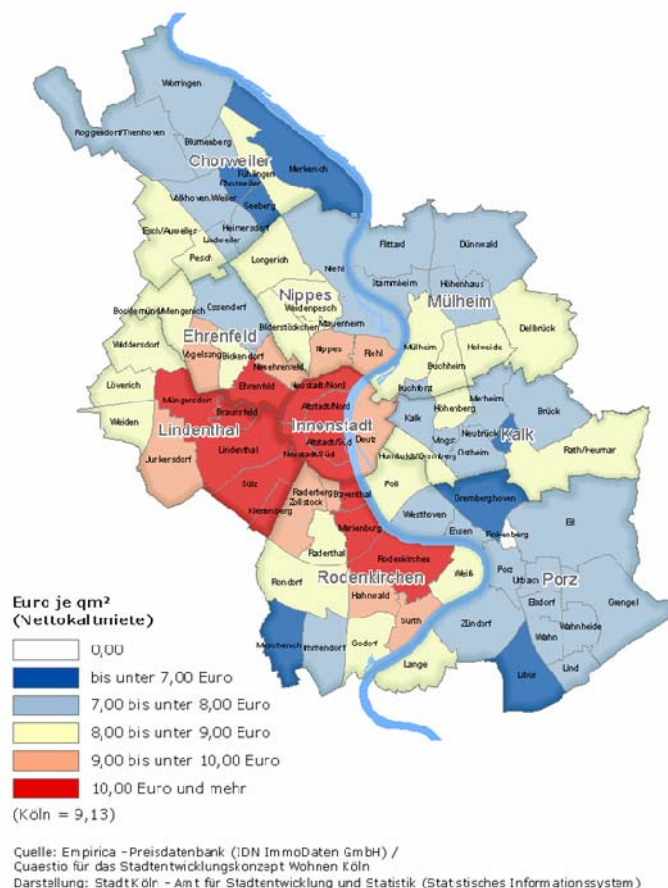 Worringen
Roggendorf/Thenhoven
Blumenberg
Chorweiler
Fühlingen
Merkenich
Chorweiler
Seeberg
Volkhoven/Weiler
Heimersdorf
Lindweiler
Esch/Auweiler
Pesch
Longerich
Niehl
Flittard
Dünnwald
Stammheim
Höhenhaus
Mülheim
Nippes
Weidenpesch
Ossendorf
Mauenheim
Bilderstöckchen
Mengenich
Ehrenfeld
Vogelsang
Bickendorf
Neuehrenfeld
Nippes
Riehl
Mülheim
Dellbrück
Holweide
Buchheim
Widdersdorf
Lövenich
Weiden
Müngersdorf
Braunsfeld
Ehrenfeld
Neustadt/Nord
Altstadt/Nord
Innenstadt
Altstadt/Süd
Neustadt/Süd
Deutz
Buchforst
Kalk
Höhenberg
Merheim
Brück
Vingst
Neubrück
Kalk
Ostheim
Rath/Heumar
Humboldt/Gremberg
Lindenthal
Lindenthal
Junkersdorf
Sülz
Klettenberg
Raderberg
Zollstock
Bayenthal
Marienburg
Raderthal
Poll
Westhoven
Ensen
Gremberghoven
Eil
Finkenberg
Porz
Urbach
Porz
Elsdorf
Grengel
Wahnheide
Wahn
Lind
Libur
Zündorf
Rodenkirchen
Rodenkirchen
Weiß
Hahnwald
Rondorf
Sürth
Godorf
Immendorf
Meschenich
Lange
Euro je qm²
(Nettokaltmiete)
0,00
bis unter 7,00 Euro
7,00 bis unter 8,00 Euro
8,00 bis unter 9,00 Euro
9,00 bis unter 10,00 Euro
10,00 Euro und mehr
(Köln = 9,13)
Quelle: Empirica -Preisdatenbank (IDN ImmoDaten GmbH) /
Quaestio für das Stadtentwicklungskonzept Wohnen Köln
Darstellung: Stadt Köln - Amt für Stadtentwicklung und Statistik (Statistisches Informationssystem)